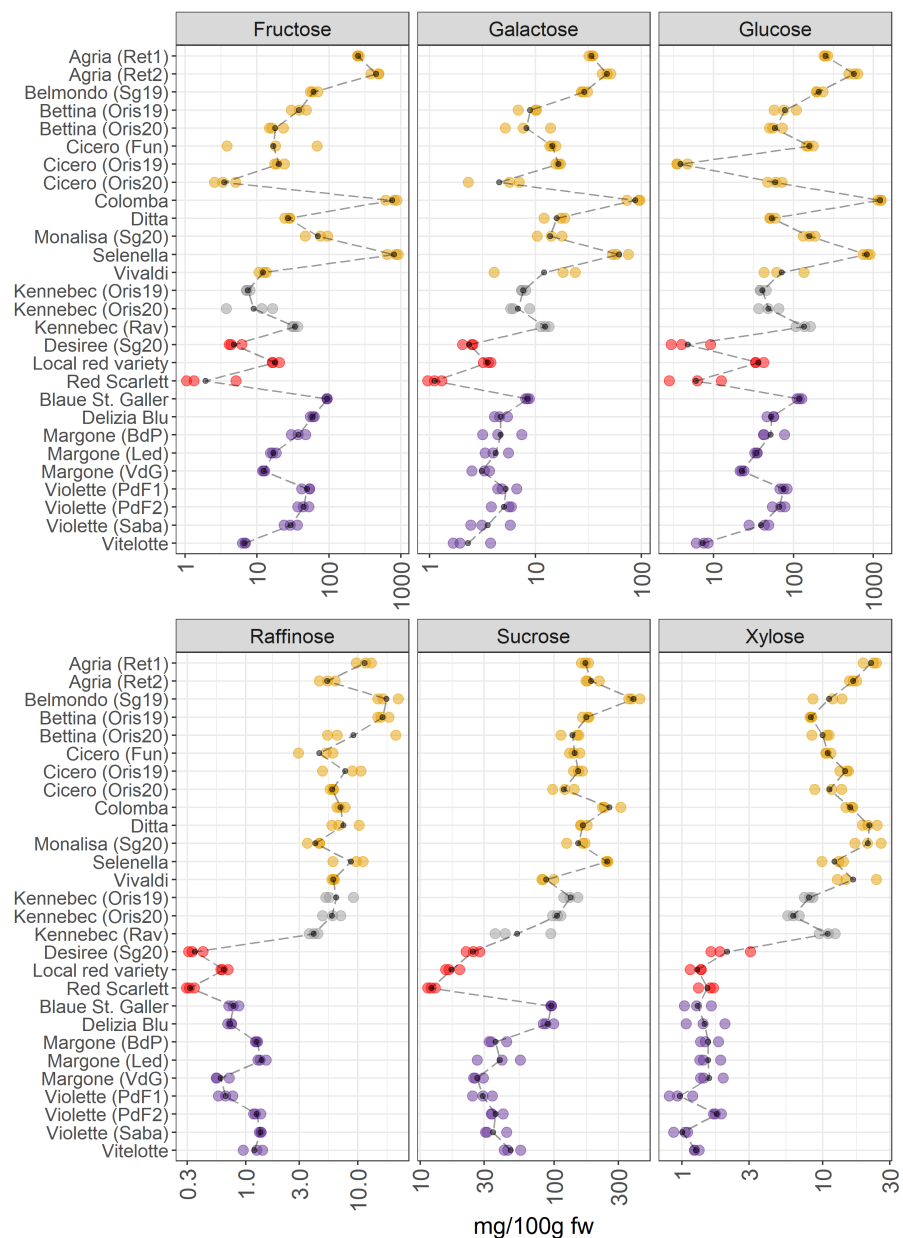 Fructose Galactose Glucose
Agria (Ret1)
Agria (Ret2)
Belmondo (Sg19)
Bettina (Oris19)
Bettina (Oris20)
Cicero (Fun)
Cicero (Oris19)
Cicero (Oris20)
Colomba
Ditta
Monalisa (Sg20)
Selenella
Vivaldi
Kennebec (Oris19)
Kennebec (Oris20)
Kennebec (Rav)
Desiree (Sg20)
Local red variety
Red Scarlett
Blaue St. Galler
Delizia Blu
Margone (BdP)
Margone (Led)
Margone (VdG)
Violette (PdF1)
Violette (PdF2)
Violette (Saba)
Vitelotte
1 10 100 1000 1 10 100 10 100 1000
Raffinose Sucrose Xylose
Agria (Ret1)
Agria (Ret2)
Belmondo (Sg19)
Bettina (Oris19)
Bettina (Oris20)
Cicero (Fun)
Cicero (Oris19)
Cicero (Oris20)
Colomba
Ditta
Monalisa (Sg20)
Selenella
Vivaldi
Kennebec (Oris19)
Kennebec (Oris20)
Kennebec (Rav)
Desiree (Sg20)
Local red variety
Red Scarlett
Blaue St. Galler
Delizia Blu
Margone (BdP)
Margone (Led)
Margone (VdG)
Violette (PdF1)
Violette (PdF2)
Violette (Saba)
Vitelotte
0.3 1.0 3.0 10.0 10 30 100 300 1 3 10 30
mg/100g fw